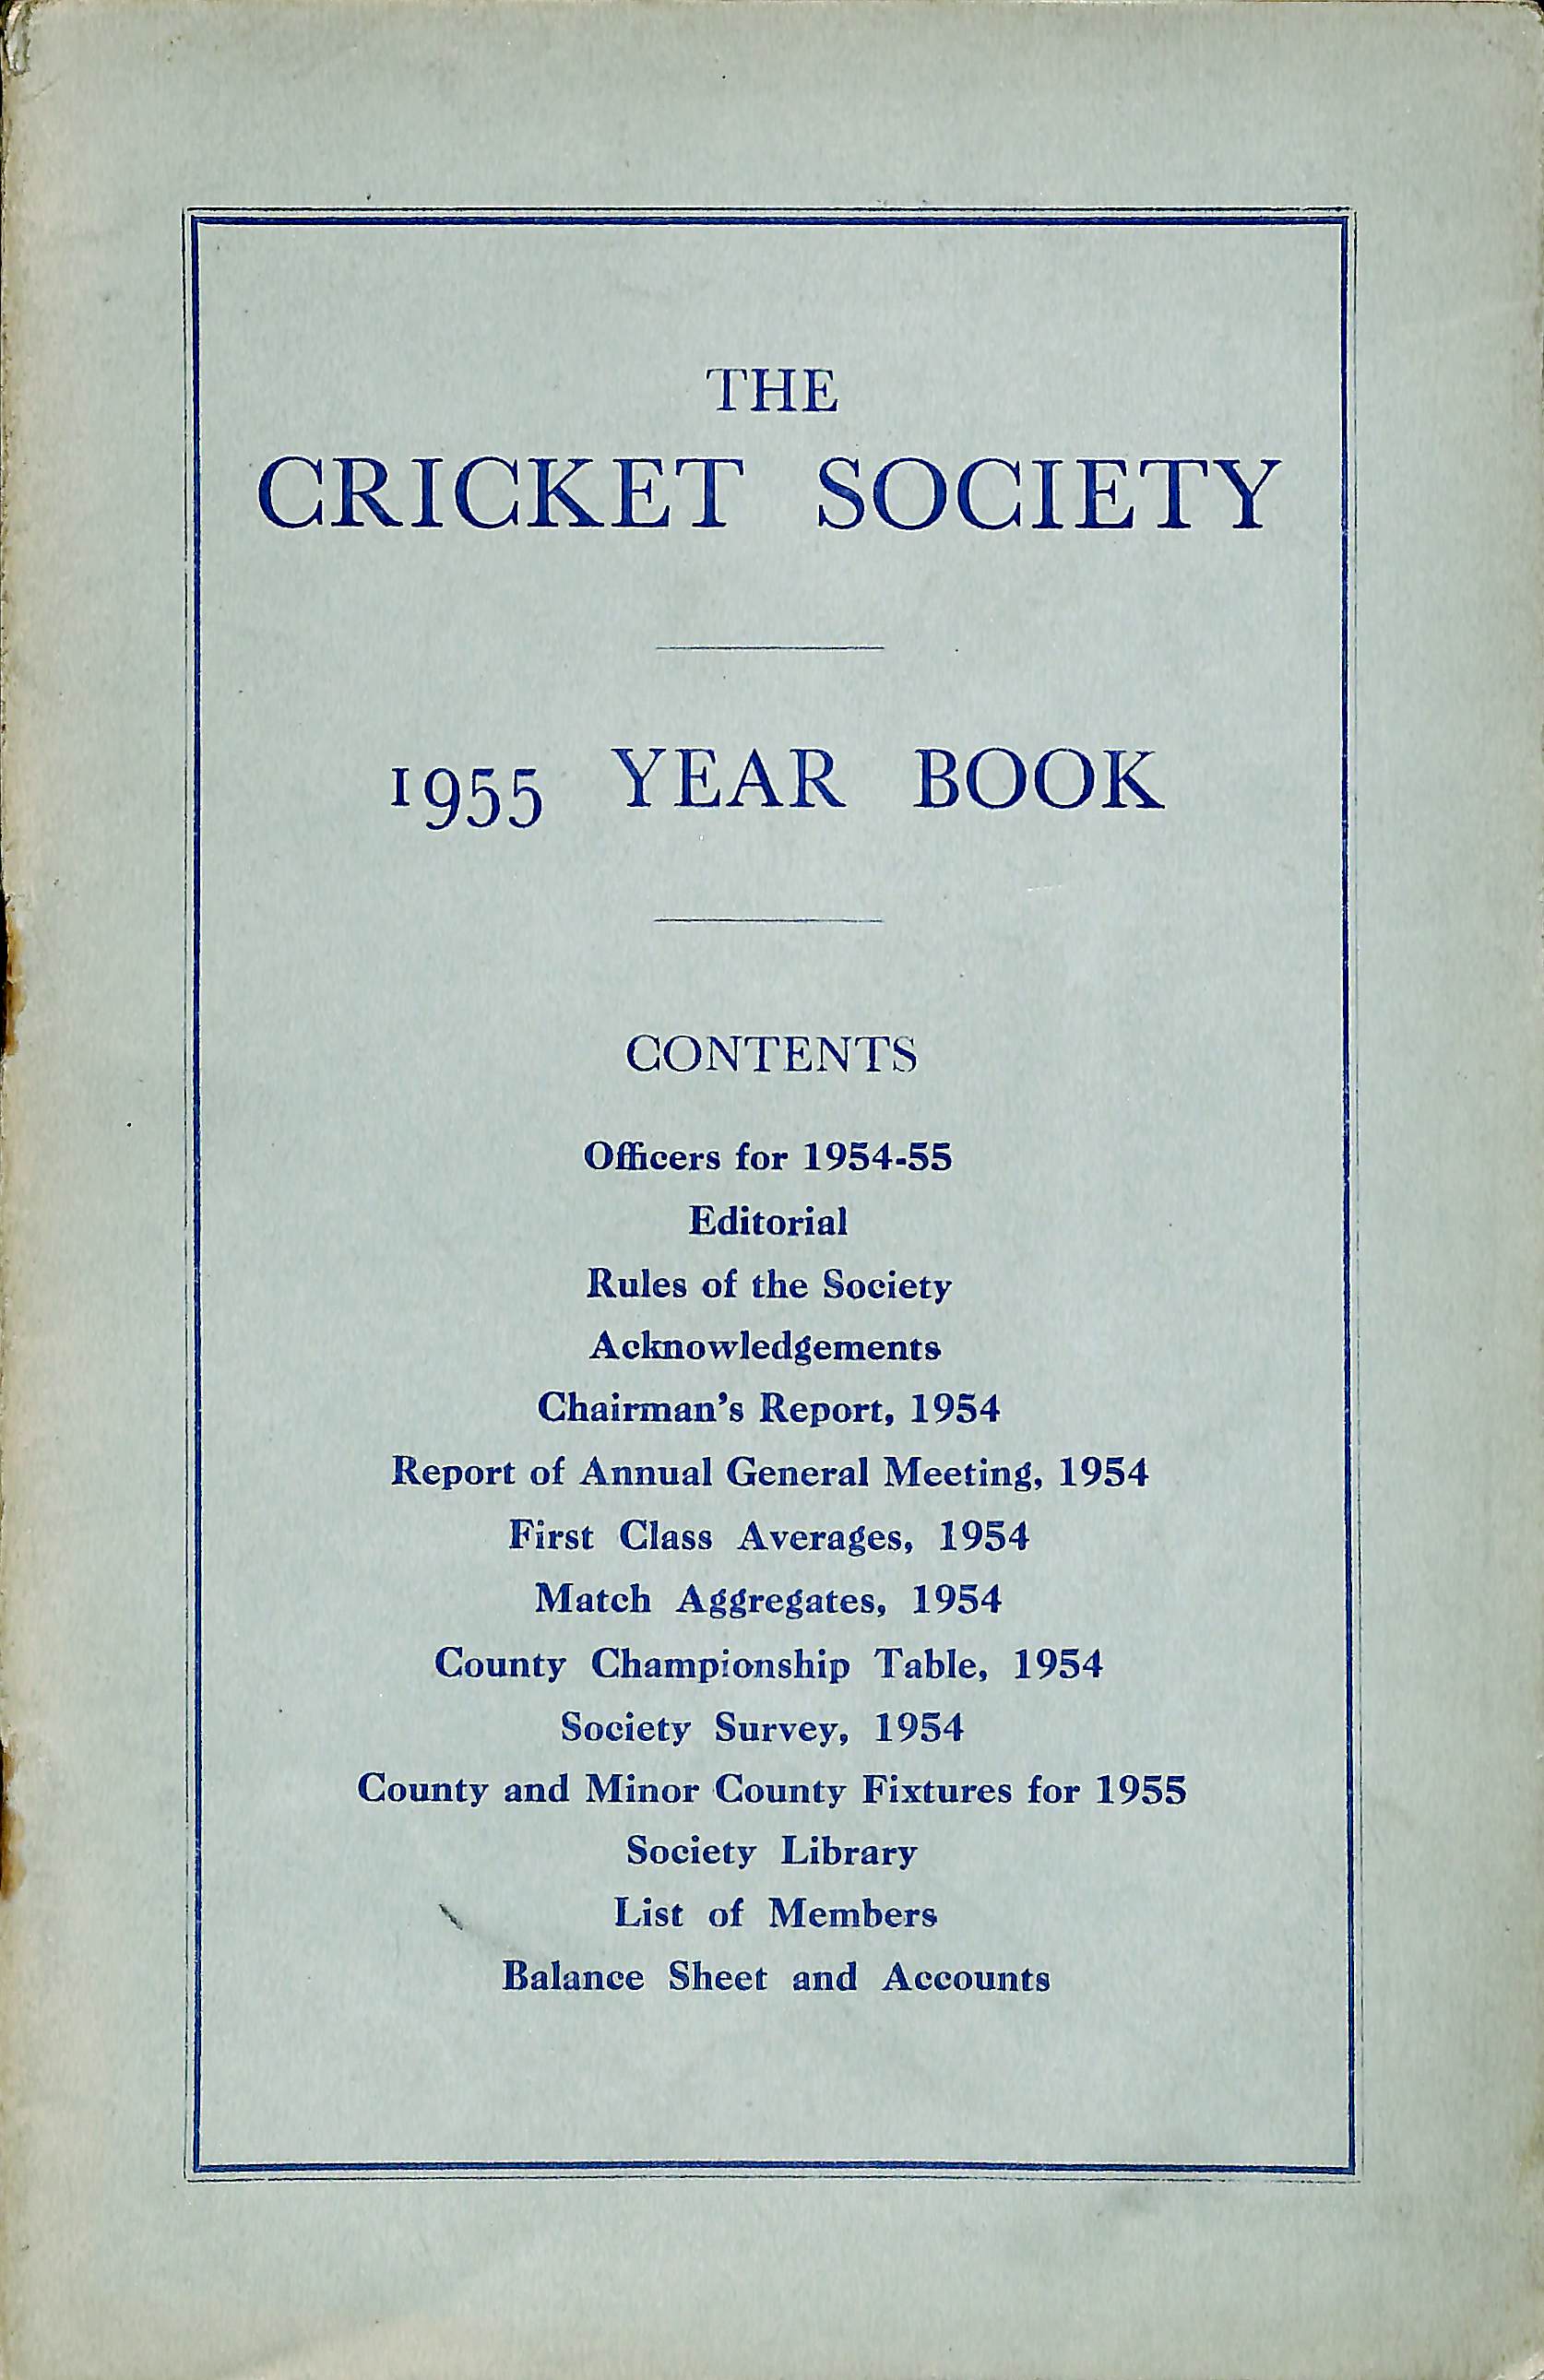 THE
CRICKET SOCIETY
1955 YEAR BOOK
CONTENTS
Officers for 1954-55
Editorial
Rules of the Society
Acknowledgements
Chairman's Report, 1954
Report of Annual General Meeting, 1954
First Class Averages, 1954
Match Aggregates, 1954
County Championship Table, 1954
Society Survey, 1954
County and Minor County Fixtures for 1955
Society Library
List of Members
Balance Sheet and Accounts